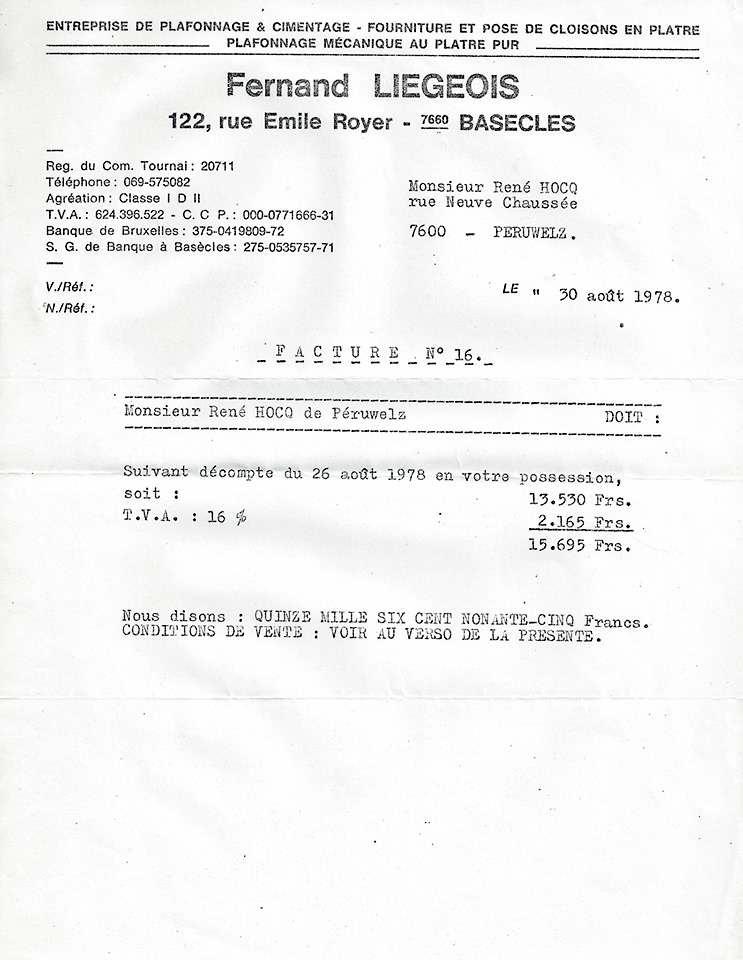 ENTREPRISE DE PLAFONNAGE & CIMENTAGE - FOURNITURE ET POSE DE CLOISONS EN PLATRE
PLAFONNAGE MÉCANIQUE AU PLATRE PUR
Fernand LIEGEOIS
122, rue Emile Royer - 7660 BASECLES
Reg. du Com. Tournai : 20711
Téléphone : 069-575082
Agréation : Classe I D II
T.V.A. : 624.396.522 - C. C P. : 000-0771666-31
Banque de Bruxelles : 375-0419809-72
S. G. de Banque à Basècles : 275-0535757-71
Monsieur René HOCQ
rue Neuve Chaussée
7600 - PERUWELZ.
V./Réf. :
N./Réf. :
LE " 30 août 1978.
F A C T U R E N° 16.
Monsieur René HOCQ de Péruwelz DOIT :
Suivant décompte du 26 août 1978 en votre possession,
soit : 13.530 Frs.
T.V.A. : 16 % 2.165 Frs.
15.695 Frs.
Nous disons : QUINZE MILLE SIX CENT NONANTE-CINQ Francs.
CONDITIONS DE VENTE : VOIR AU VERSO DE LA PRESENTE.